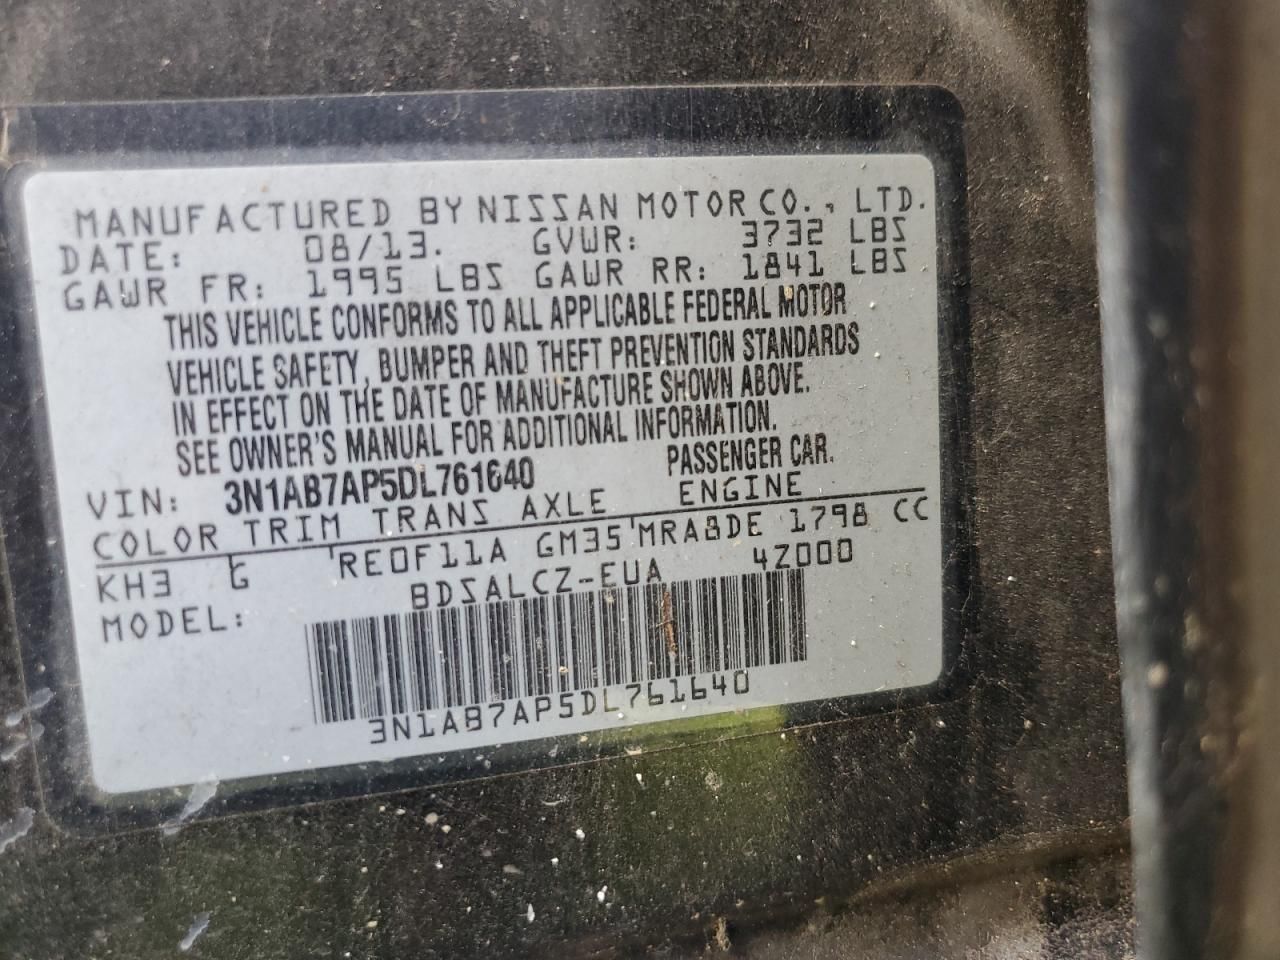 MANUFACTURED BY NISSAN MOTOR CO., LTD.
DATE: 08/13. GVWR: 3732 LBS
GAWR FR: 1995 LBS GAWR RR: 1841 LBS
THIS VEHICLE CONFORMS TO ALL APPLICABLE FEDERAL MOTOR
VEHICLE SAFETY, BUMPER AND THEFT PREVENTION STANDARDS
IN EFFECT ON THE DATE OF MANUFACTURE SHOWN ABOVE.
SEE OWNER'S MANUAL FOR ADDITIONAL INFORMATION.
VIN: 3N1AB7AP5DL761640 PASSENGER CAR.
COLOR TRIM TRANS AXLE ENGINE
KH3 G RE0F11A GM35 MRA8DE 1798 CC
MODEL: BDSALCZ-EUA 4Z000
3N1AB7AP5DL761640